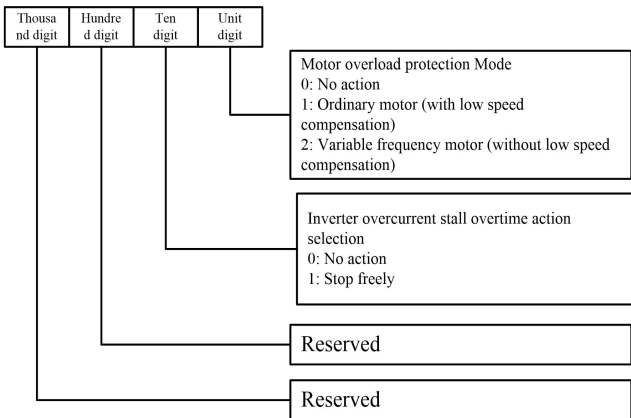 Thousa
nd digit
Hundre
d digit
Ten
digit
Unit
digit
Motor overload protection Mode
0: No action
1: Ordinary motor (with low speed
compensation)
2: Variable frequency motor (without low speed
compensation)
Inverter overcurrent stall overtime action
selection
0: No action
1: Stop freely
Reserved
Reserved